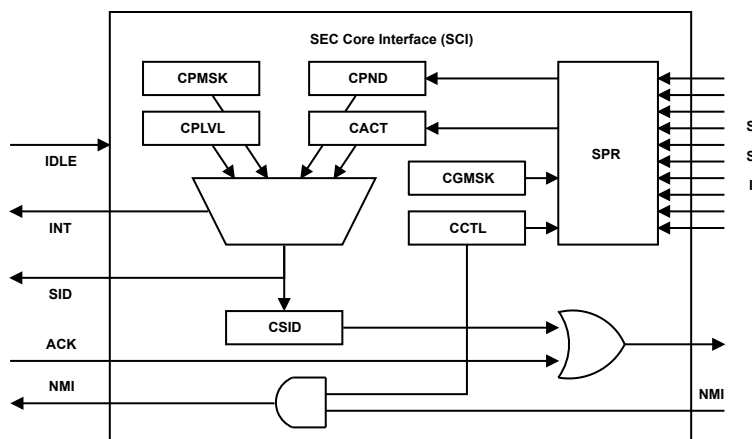 SEC Core Interface (SCI)
CPMSK
CPND
CPLVL
CACT
SPR
IDLE
CGMSK
INT
CCTL
SID
CSID
ACK
NMI
NMI